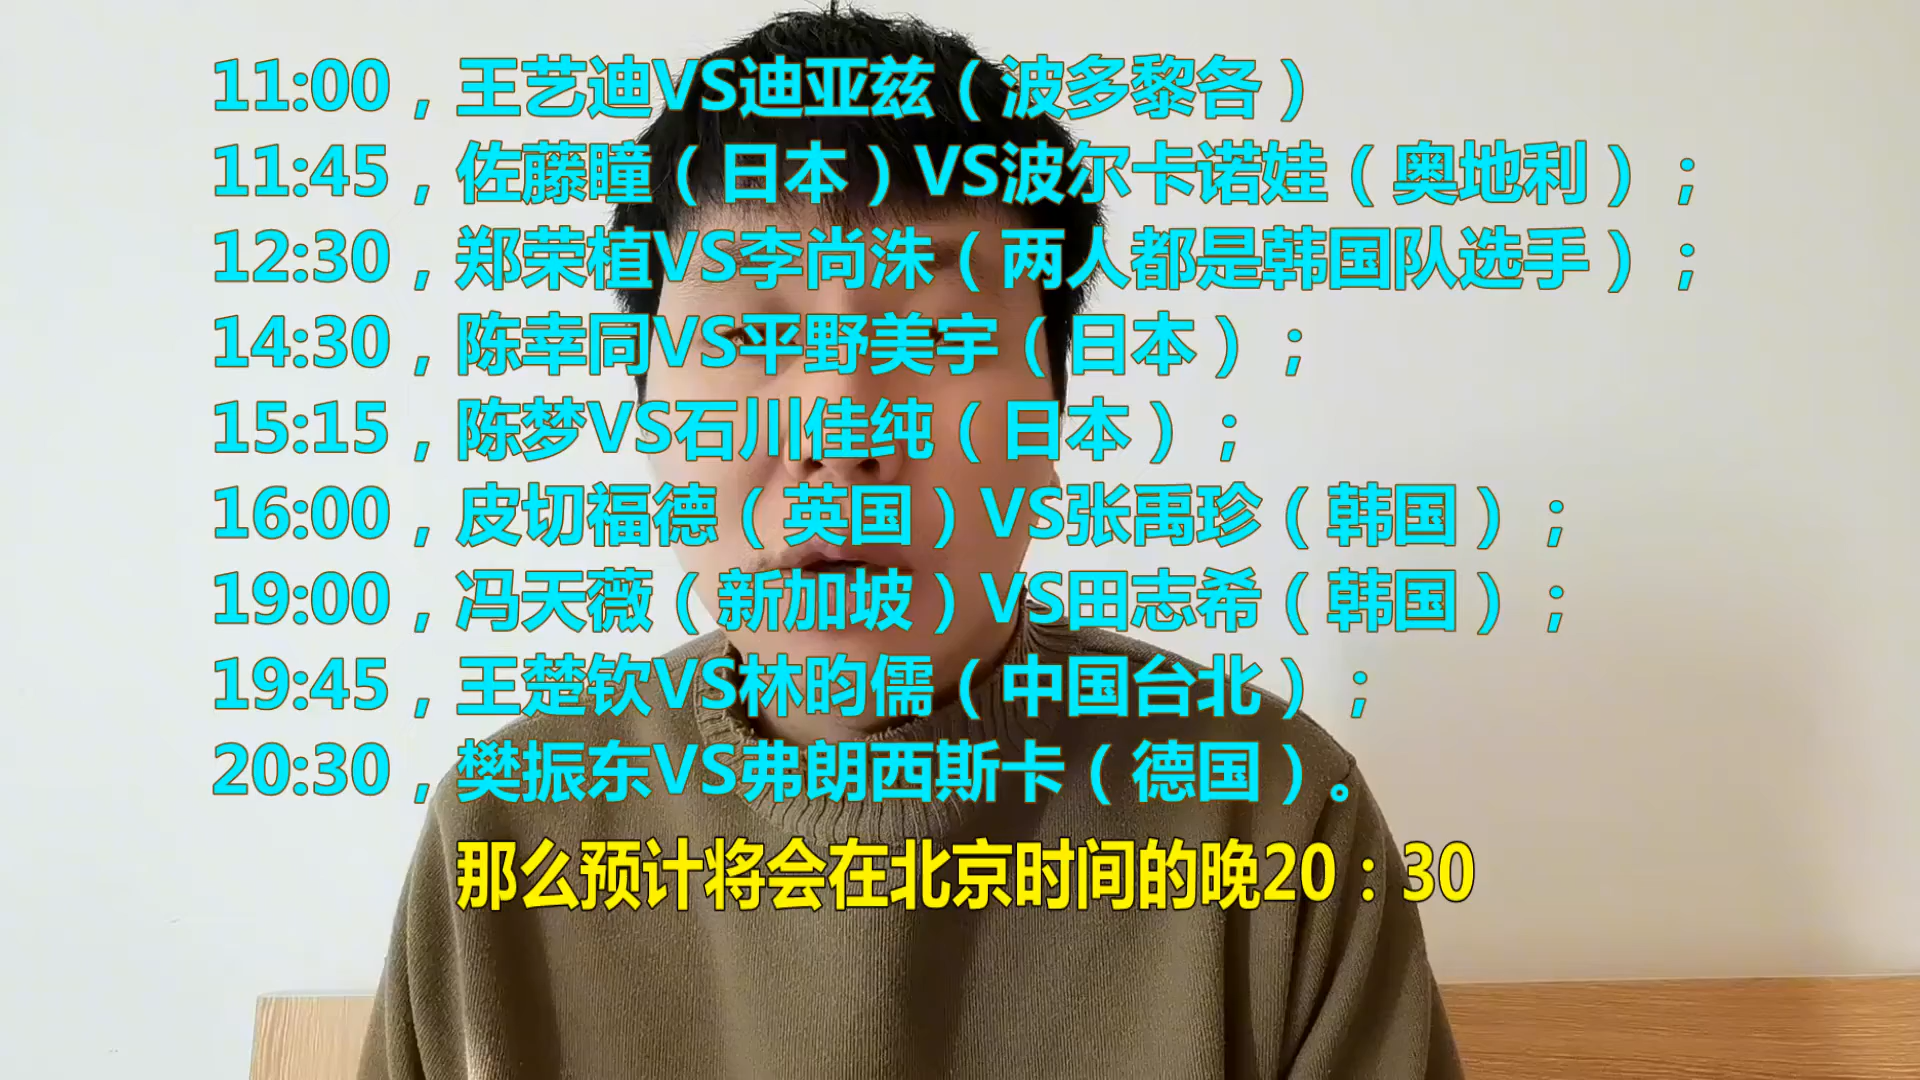 11:00，王艺迪VS迪亚兹（波多黎各）
11:45，佐藤瞳（日本）VS波尔卡诺娃（奥地利）；
12:30，郑荣植VS李尚洙（两人都是韩国队选手）；
14:30，陈幸同VS平野美宇（日本）；
15:15，陈梦VS石川佳纯（日本）；
16:00，皮切福德（英国）VS张禹珍（韩国）；
19:00，冯天薇（新加坡）VS田志希（韩国）；
19:45，王楚钦VS林昀儒（中国台北）；
20:30，樊振东VS弗朗西斯卡（德国）。
那么预计将会在北京时间的晚20：30